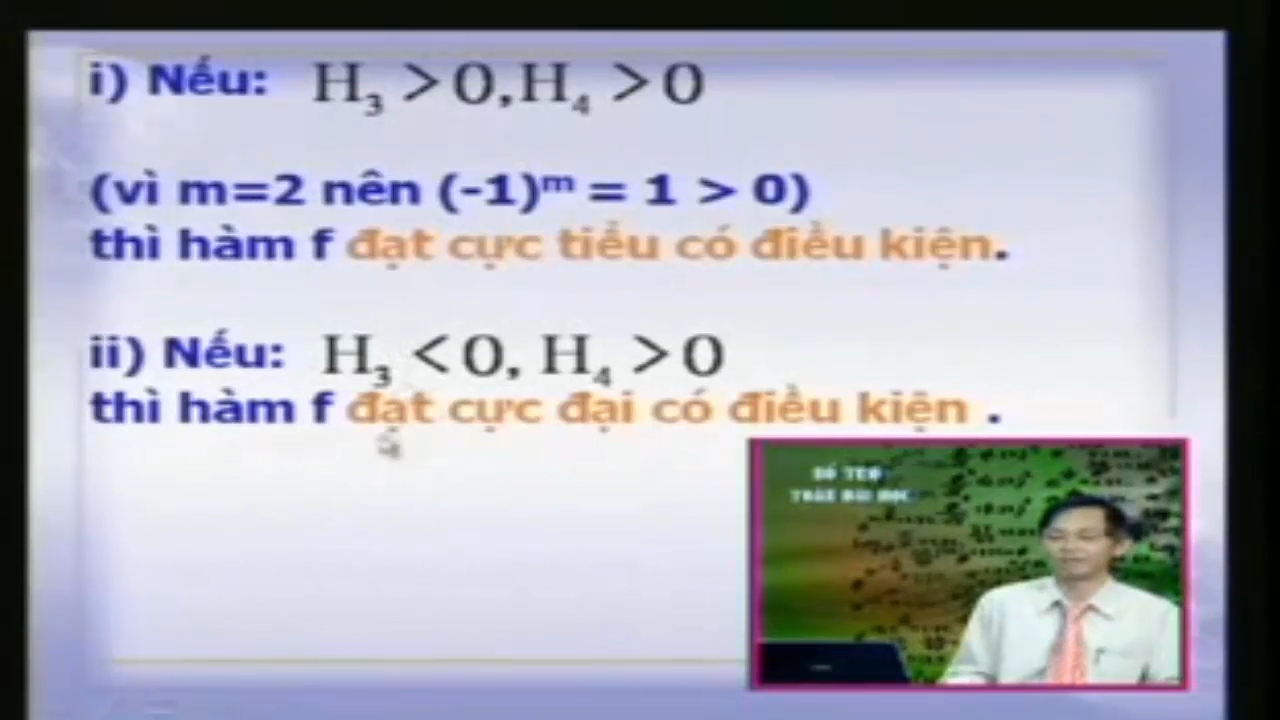 i) Nếu: H₃ > 0, H₄ > 0
(vì m=2 nên (-1)ᵐ = 1 > 0)
thì hàm f đạt cực tiểu có điều kiện.
ii) Nếu: H₃ < 0, H₄ > 0
thì hàm f đạt cực đại có điều kiện .